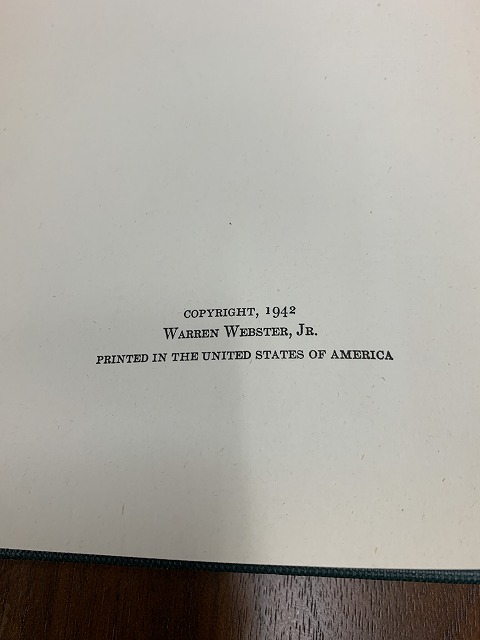 COPYRIGHT, 1942
WARREN WEBSTER, JR.
PRINTED IN THE UNITED STATES OF AMERICA